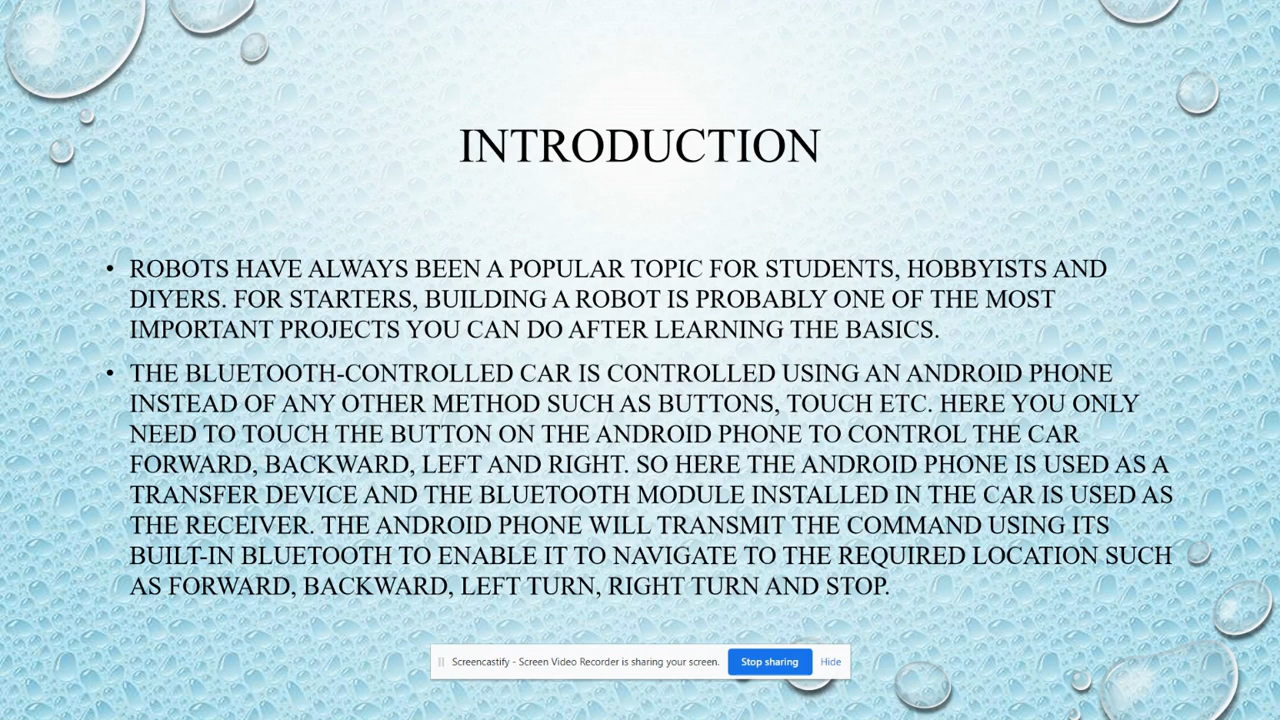 INTRODUCTION
• ROBOTS HAVE ALWAYS BEEN A POPULAR TOPIC FOR STUDENTS, HOBBYISTS AND
DIYERS. FOR STARTERS, BUILDING A ROBOT IS PROBABLY ONE OF THE MOST
IMPORTANT PROJECTS YOU CAN DO AFTER LEARNING THE BASICS.
• THE BLUETOOTH-CONTROLLED CAR IS CONTROLLED USING AN ANDROID PHONE
INSTEAD OF ANY OTHER METHOD SUCH AS BUTTONS, TOUCH ETC. HERE YOU ONLY
NEED TO TOUCH THE BUTTON ON THE ANDROID PHONE TO CONTROL THE CAR
FORWARD, BACKWARD, LEFT AND RIGHT. SO HERE THE ANDROID PHONE IS USED AS A
TRANSFER DEVICE AND THE BLUETOOTH MODULE INSTALLED IN THE CAR IS USED AS
THE RECEIVER. THE ANDROID PHONE WILL TRANSMIT THE COMMAND USING ITS
BUILT-IN BLUETOOTH TO ENABLE IT TO NAVIGATE TO THE REQUIRED LOCATION SUCH
AS FORWARD, BACKWARD, LEFT TURN, RIGHT TURN AND STOP.
Screencastify - Screen Video Recorder is sharing your screen. Stop sharing Hide